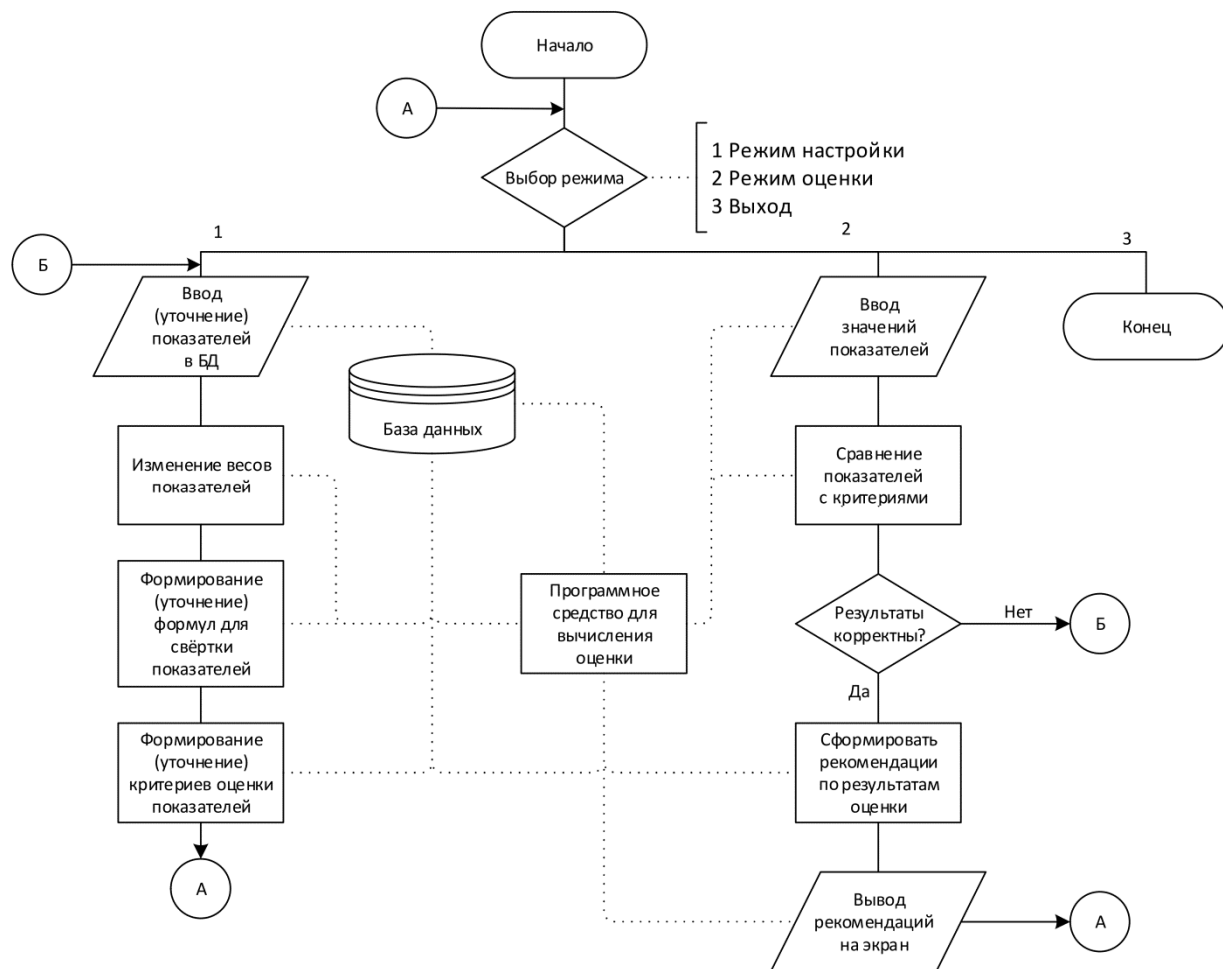 Начало
А
Выбор режима
1 Режим настройки
2 Режим оценки
3 Выход
1
2
3
Б
Ввод
(уточнение)
показателей
в БД
Ввод
значений
показателей
Конец
База данных
Изменение весов
показателей
Сравнение
показателей
с критериями
Формирование
(уточнение)
формул для
свёртки
показателей
Программное
средство для
вычисления
оценки
Результаты
корректны?
Нет
Б
Да
Формирование
(уточнение)
критериев оценки
показателей
Сформировать
рекомендации
по результатам
оценки
А
Вывод
рекомендаций
на экран
А